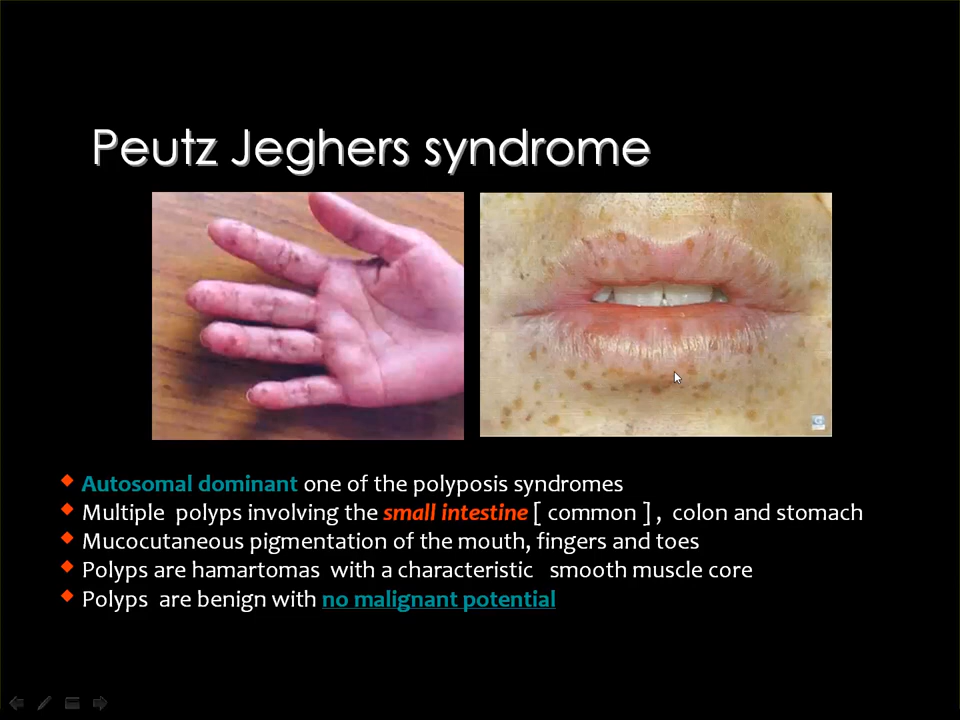 Peutz Jeghers syndrome
Autosomal dominant one of the polyposis syndromes
Multiple polyps involving the small intestine [ common ] , colon and stomach
Mucocutaneous pigmentation of the mouth, fingers and toes
Polyps are hamartomas with a characteristic smooth muscle core
Polyps are benign with no malignant potential